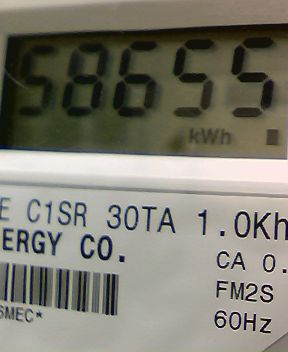 58655
kWh
E C1SR 30TA 1.0Kh
ERGY CO.
CA 0.
FM2S
SMEC*
60Hz